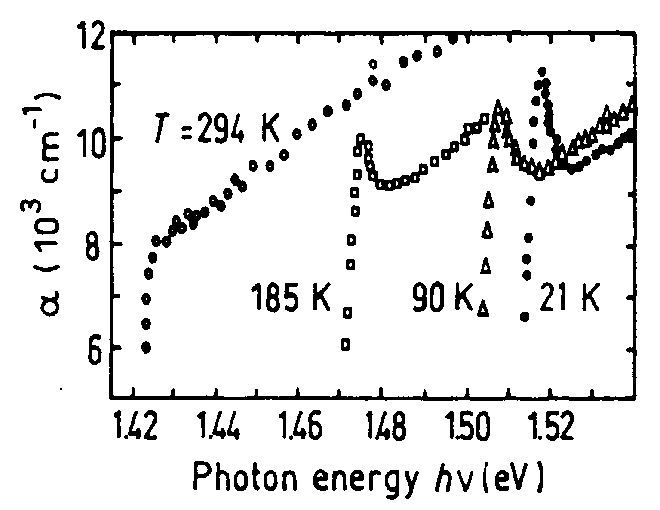 12
10
8
6
α (10³ cm⁻¹)
T = 294 K
185 K
90 K
21 K
1.42 1.44 1.46 1.48 1.50 1.52
Photon energy hν (eV)